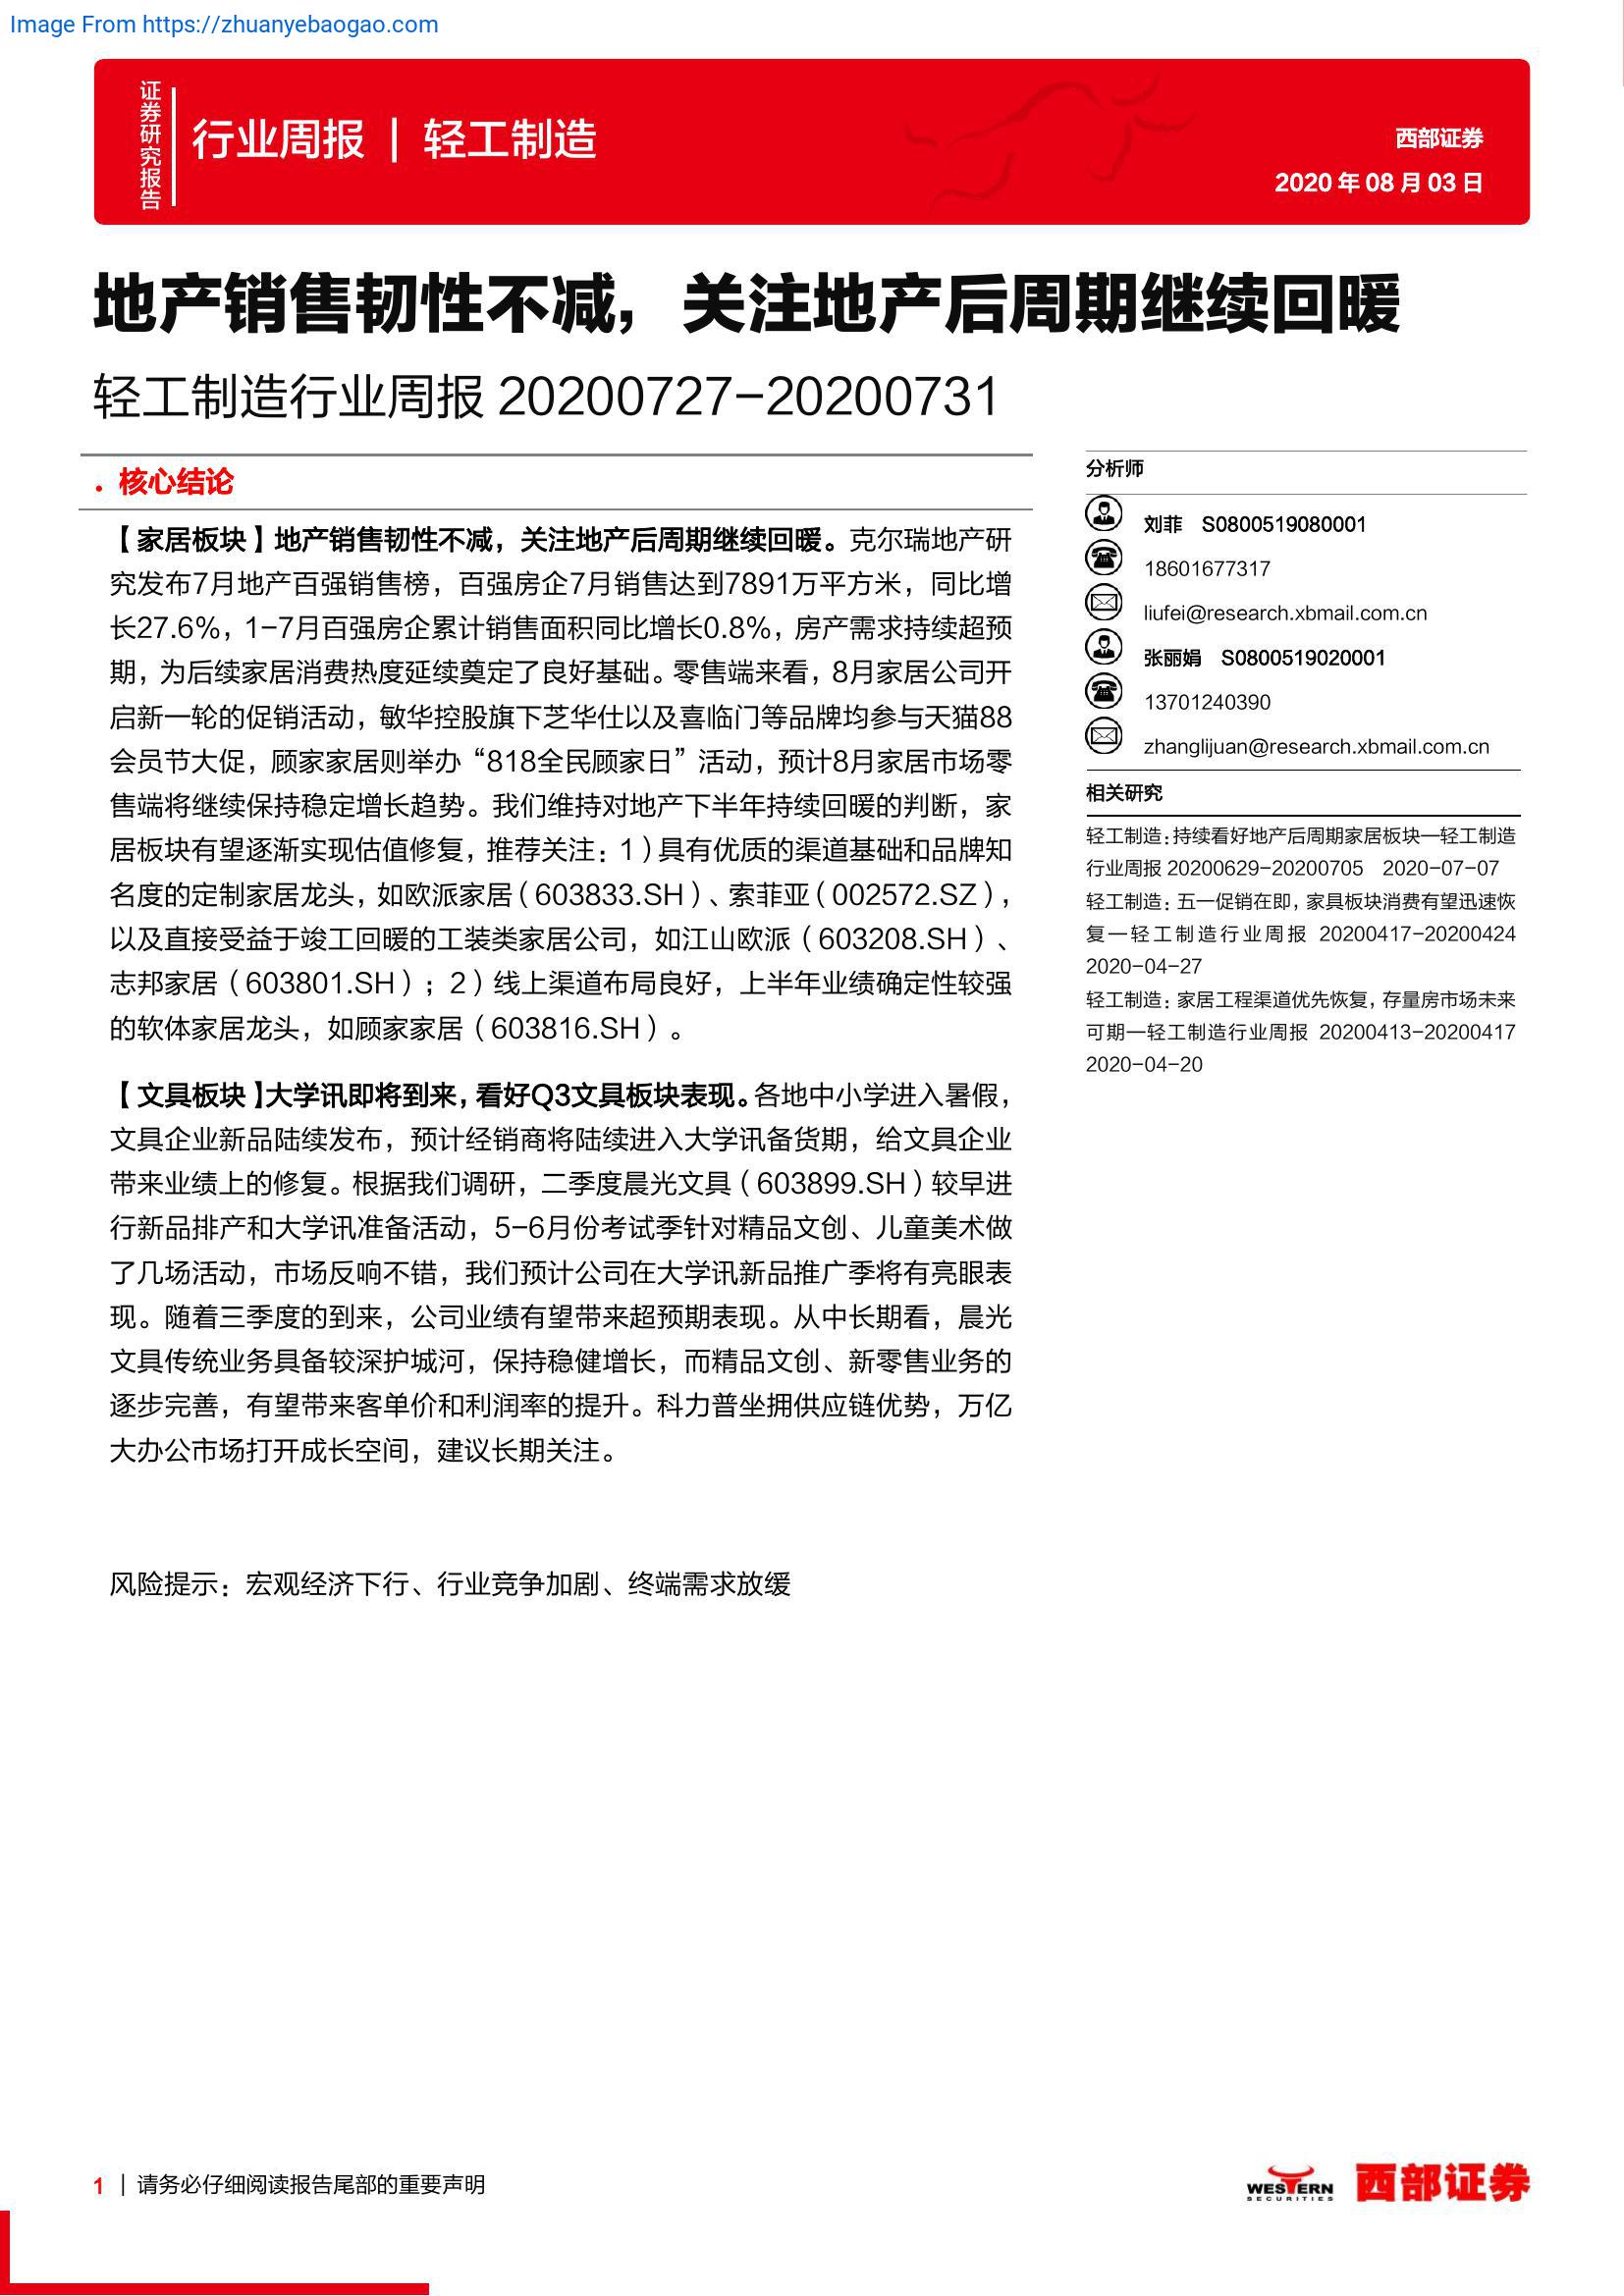 Image From https://zhuanyebaogao.com
证券研究报告
行业周报 | 轻工制造
西部证券
2020 年 08 月 03 日
地产销售韧性不减，关注地产后周期继续回暖
轻工制造行业周报 20200727-20200731
• 核心结论
【家居板块】地产销售韧性不减，关注地产后周期继续回暖。克尔瑞地产研
究发布7月地产百强销售榜，百强房企7月销售达到7891万平方米，同比增
长27.6%，1-7月百强房企累计销售面积同比增长0.8%，房产需求持续超预
期，为后续家居消费热度延续奠定了良好基础。零售端来看，8月家居公司开
启新一轮的促销活动，敏华控股旗下芝华仕以及喜临门等品牌均参与天猫88
会员节大促，顾家家居则举办“818全民顾家日”活动，预计8月家居市场零
售端将继续保持稳定增长趋势。我们维持对地产下半年持续回暖的判断，家
居板块有望逐渐实现估值修复，推荐关注：1）具有优质的渠道基础和品牌知
名度的定制家居龙头，如欧派家居（603833.SH）、索菲亚（002572.SZ），
以及直接受益于竣工回暖的工装类家居公司，如江山欧派（603208.SH）、
志邦家居（603801.SH）；2）线上渠道布局良好，上半年业绩确定性较强
的软体家居龙头，如顾家家居（603816.SH）。
【文具板块】大学讯即将到来，看好Q3文具板块表现。各地中小学进入暑假，
文具企业新品陆续发布，预计经销商将陆续进入大学讯备货期，给文具企业
带来业绩上的修复。根据我们调研，二季度晨光文具（603899.SH）较早进
行新品排产和大学讯准备活动，5-6月份考试季针对精品文创、儿童美术做
了几场活动，市场反响不错，我们预计公司在大学讯新品推广季将有亮眼表
现。随着三季度的到来，公司业绩有望带来超预期表现。从中长期看，晨光
文具传统业务具备较深护城河，保持稳健增长，而精品文创、新零售业务的
逐步完善，有望带来客单价和利润率的提升。科力普坐拥供应链优势，万亿
大办公市场打开成长空间，建议长期关注。
风险提示：宏观经济下行、行业竞争加剧、终端需求放缓
分析师
刘菲 S0800519080001
18601677317
liufei@research.xbmail.com.cn
张丽娟 S0800519020001
13701240390
zhanglijuan@research.xbmail.com.cn
相关研究
轻工制造：持续看好地产后周期家居板块—轻工制造
行业周报 20200629-20200705 2020-07-07
轻工制造：五一促销在即，家具板块消费有望迅速恢
复—轻工制造行业周报 20200417-20200424
2020-04-27
轻工制造：家居工程渠道优先恢复，存量房市场未来
可期—轻工制造行业周报 20200413-20200417
2020-04-20
1 | 请务必仔细阅读报告尾部的重要声明
WESTERN
SECURITIES
西部证券